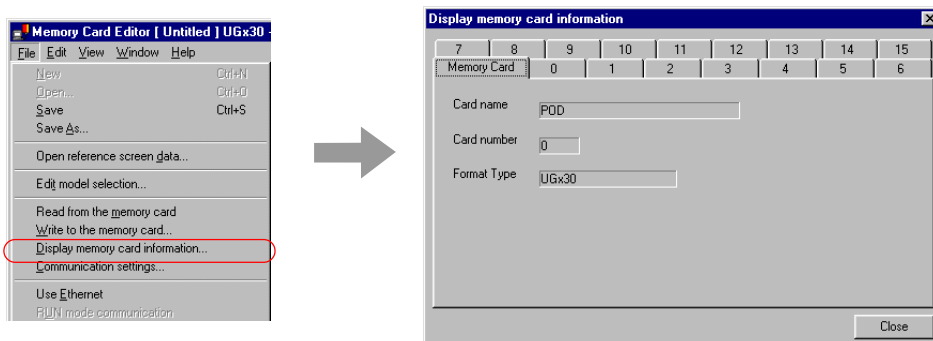 Memory Card Editor [ Untitled ] UGx30 -
File Edit View Window Help
New Ctrl+N
Open... Ctrl+O
Save Ctrl+S
Save As...
Open reference screen data...
Edit model selection...
Read from the memory card
Write to the memory card...
Display memory card information...
Communication settings...
Use Ethernet
RUN mode communication
Display memory card information
7 8 9 10 11 12 13 14 15
Memory Card 0 1 2 3 4 5 6
Card name POD
Card number 0
Format Type UGx30
Close